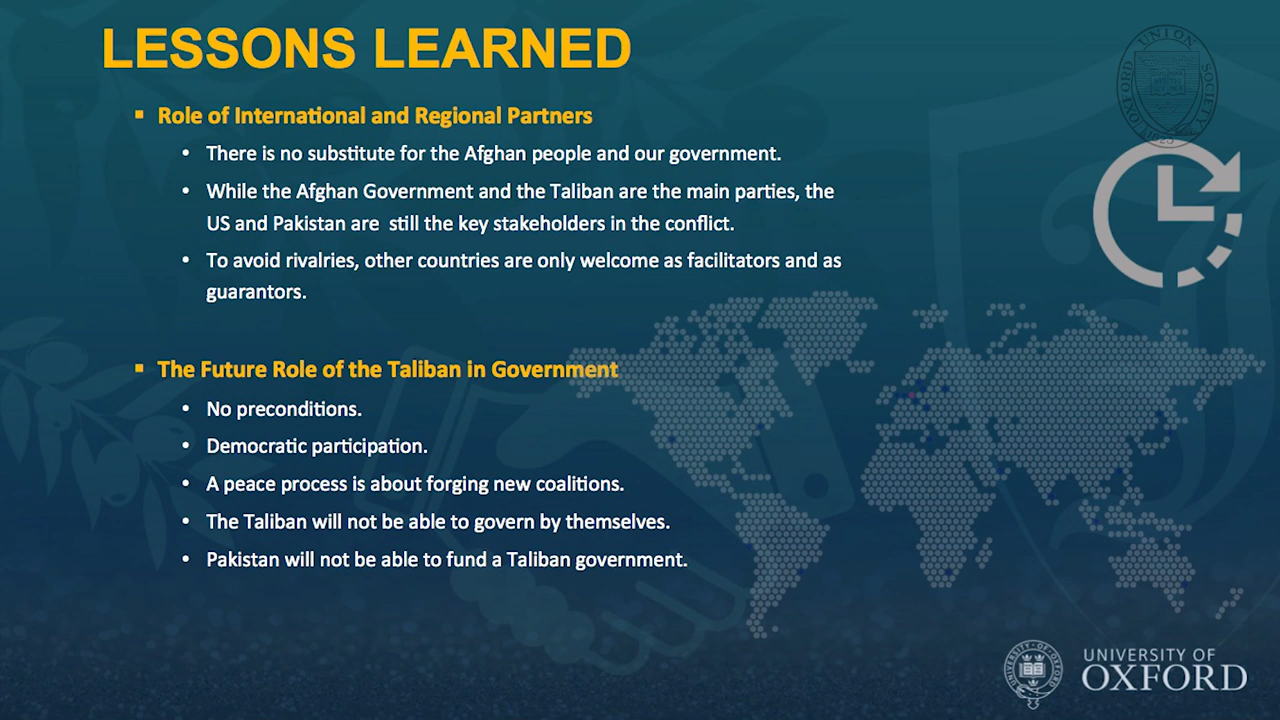 LESSONS LEARNED
▪ Role of International and Regional Partners
• There is no substitute for the Afghan people and our government.
• While the Afghan Government and the Taliban are the main parties, the
US and Pakistan are  still the key stakeholders in the conflict.
• To avoid rivalries, other countries are only welcome as facilitators and as
guarantors.
▪ The Future Role of the Taliban in Government
• No preconditions.
• Democratic participation.
• A peace process is about forging new coalitions.
• The Taliban will not be able to govern by themselves.
• Pakistan will not be able to fund a Taliban government.
OXFORD UNION SOCIETY
UNIVERSITY OF
OXFORD